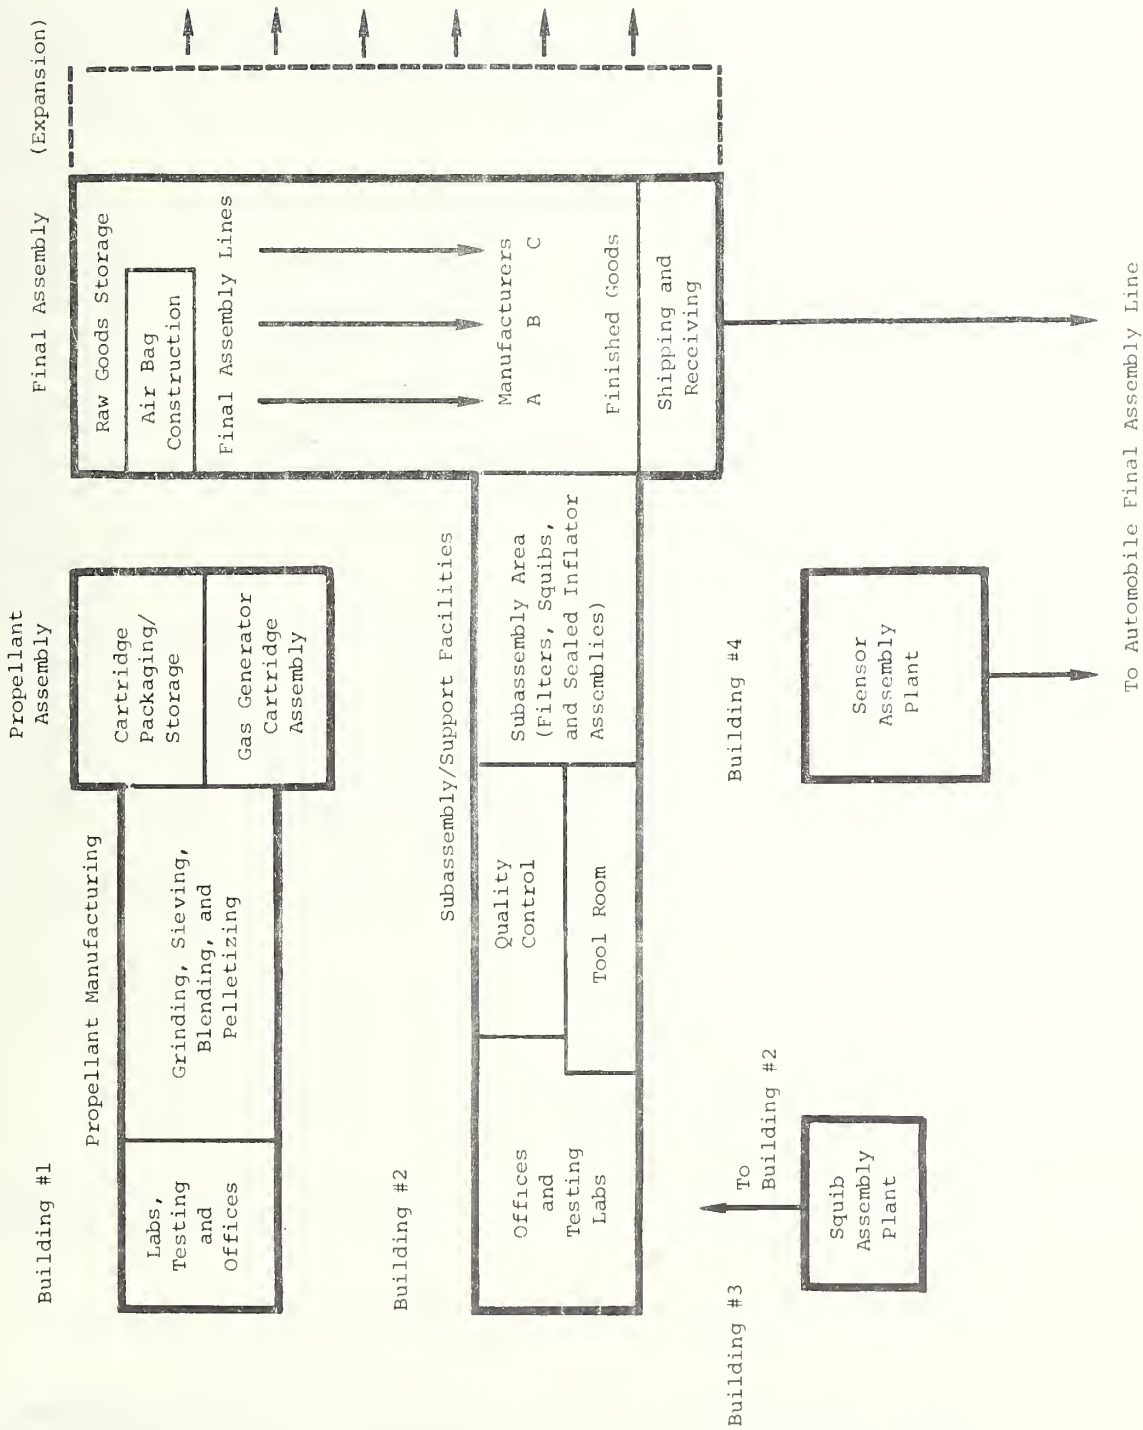 Building #1
Propellant Manufacturing
Propellant
Assembly
Final Assembly
(Expansion)
Labs,
Testing
and
Offices
Grinding, Sieving,
Blending, and
Pelletizing
Cartridge
Packaging/
Storage
Gas Generator
Cartridge
Assembly
Raw Goods Storage
Air Bag
Construction
Final Assembly Lines
Manufacturers
A B C
Finished Goods
Shipping and
Receiving
Building #2
Subassembly/Support Facilities
Offices
and
Testing
Labs
Quality
Control
Tool Room
Subassembly Area
(Filters, Squibs,
and Sealed Inflator
Assemblies)
Building #3
To
Building #2
Squib
Assembly
Plant
Building #4
Sensor
Assembly
Plant
To Automobile Final Assembly Line